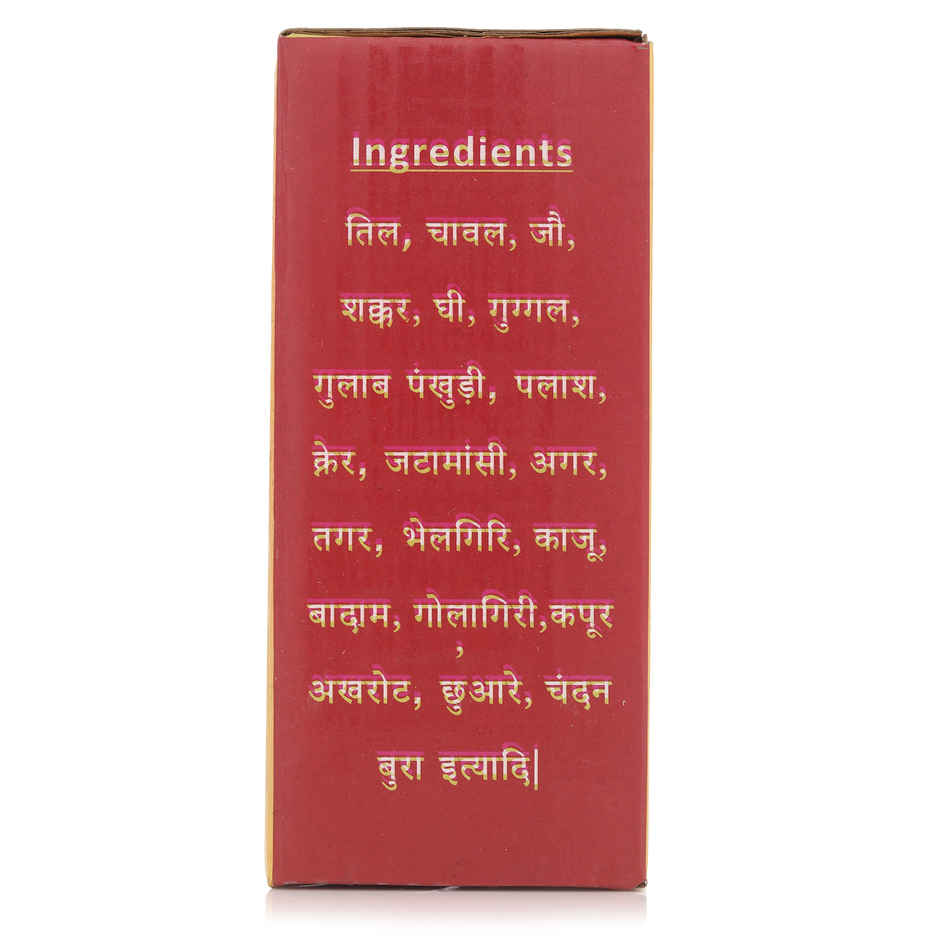 Ingredients
तिल, चावल, जौ,
शक्कर, घी, गुग्गल,
गुलाब पंखुड़ी, पलाश,
क्रेर, जटामांसी, अगर,
तगर, भेलगिरि, काजू,
बादाम, गोलागिरी,कपूर
,
अखरोट, छुआरे, चंदन
बुरा इत्यादि|